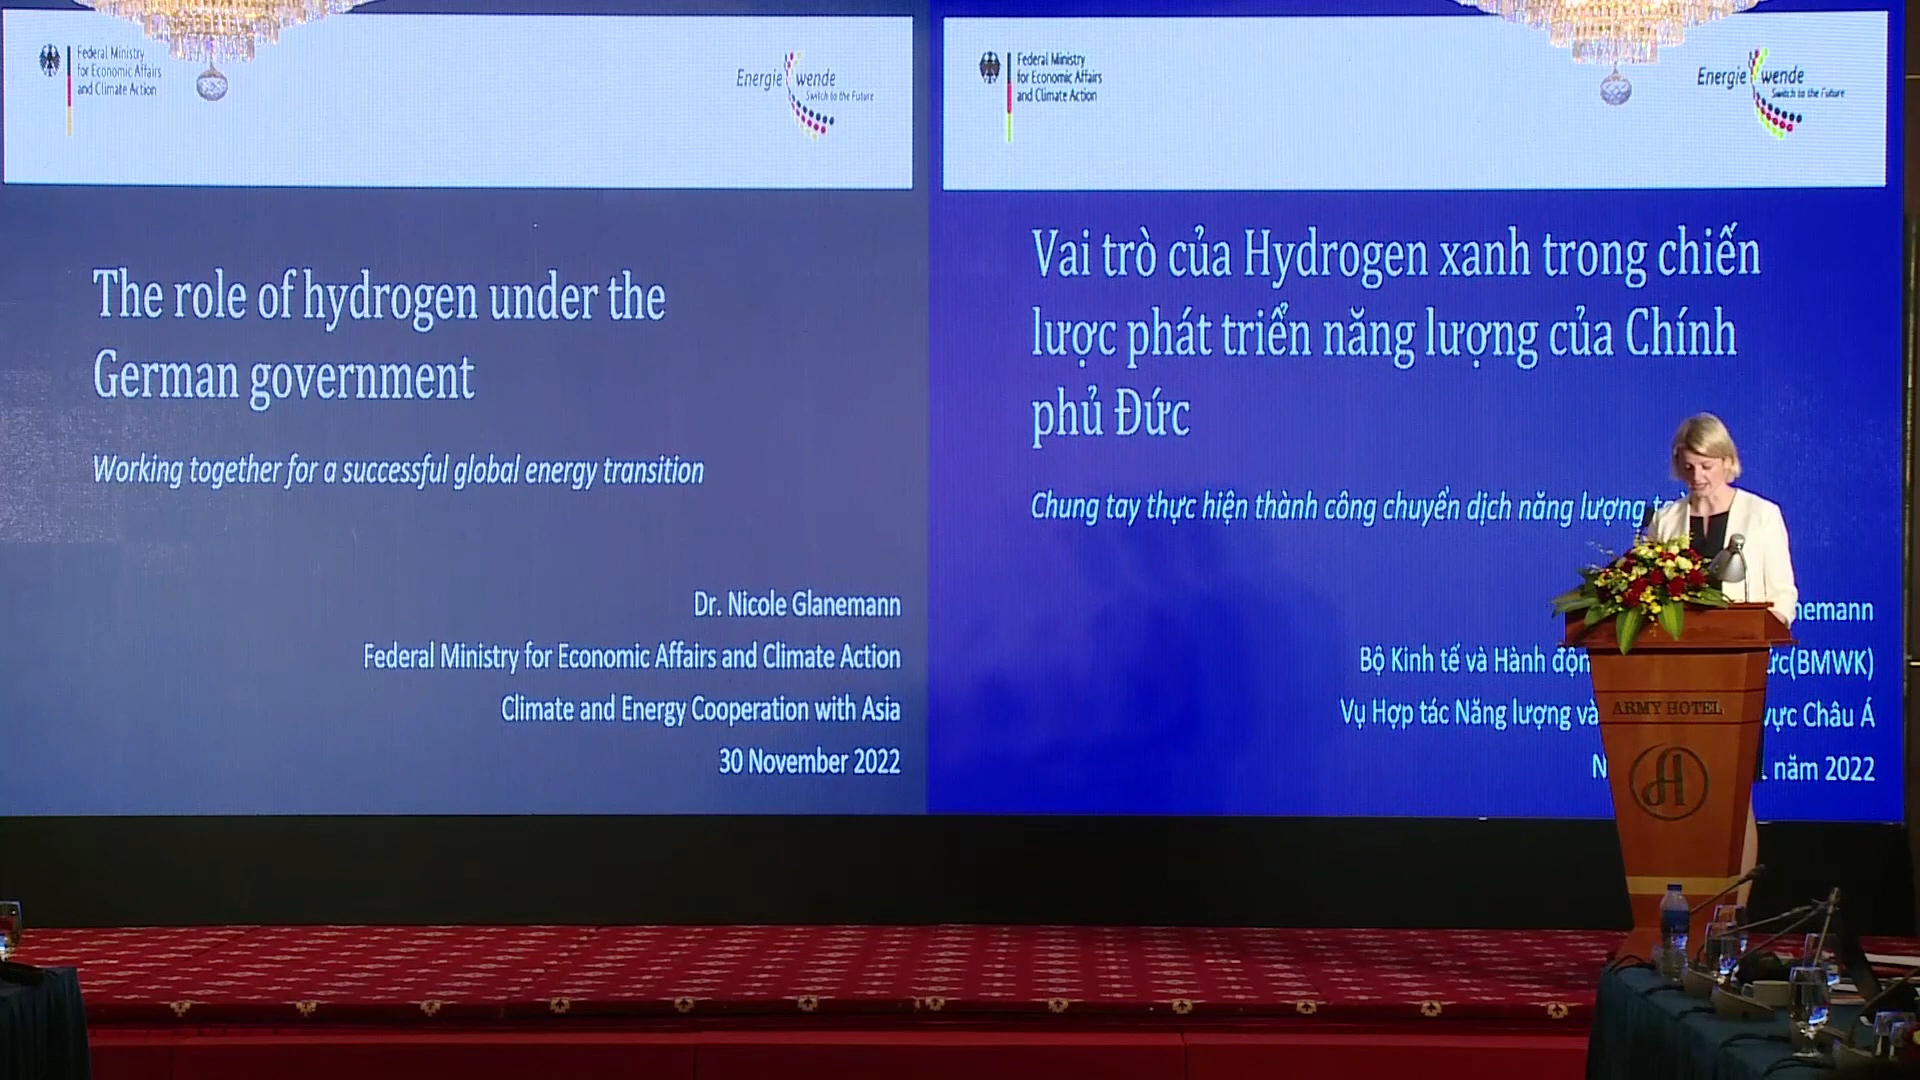 Federal Ministry
for Economic Affairs
and Climate Action
Energie wende
Switch to the Future
The role of hydrogen under the
German government
Working together for a successful global energy transition
Dr. Nicole Glanemann
Federal Ministry for Economic Affairs and Climate Action
Climate and Energy Cooperation with Asia
30 November 2022
Federal Ministry
for Economic Affairs
and Climate Action
Energie wende
Switch to the Future
Vai trò của Hydrogen xanh trong chiến
lược phát triển năng lượng của Chính
phủ Đức
Chung tay thực hiện thành công chuyển dịch năng lượng
Bộ Kinh tế và Hành (BMWK)
Vụ Hợp tác Năng lượng và vực Châu Á
năm 2022
ARMY HOTEL